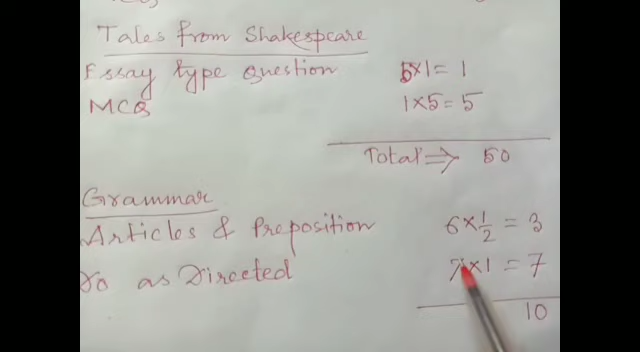 Tales from Shakespeare
Essay type question 5×1= 1
MCQ 1×5=5
Total=> 50
Grammar
Articles & Preposition 6×1/2 = 3
Do as Directed 7×1 = 7
10